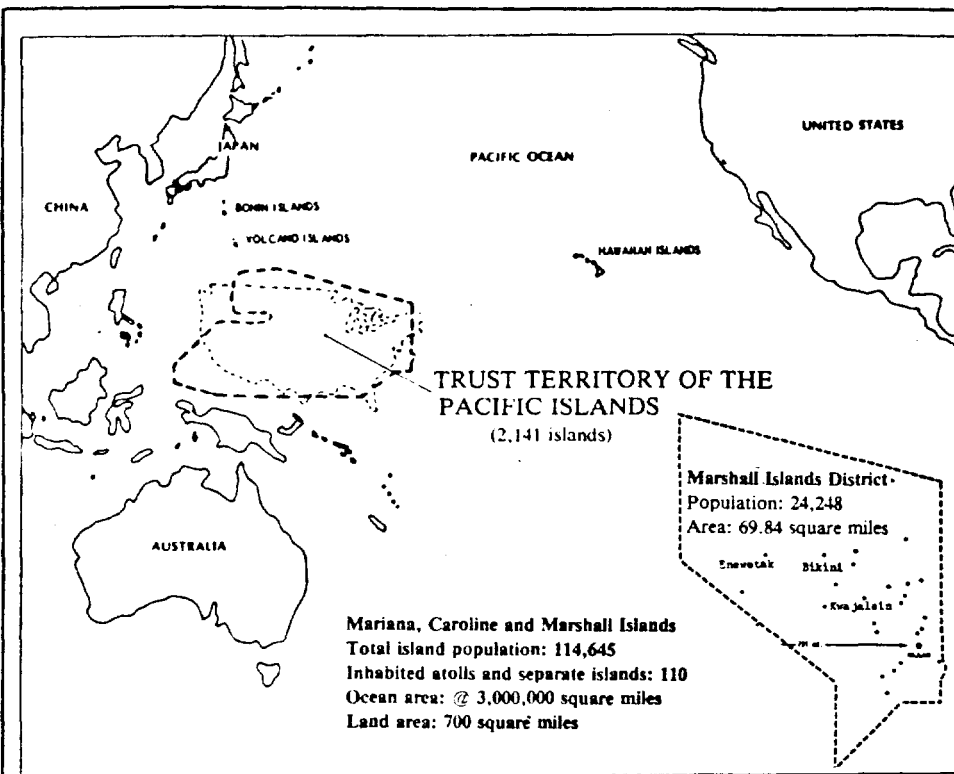 UNITED STATES
JAPAN
PACIFIC OCEAN
CHINA
BONIN ISLANDS
VOLCANO ISLANDS
HAWAIIAN ISLANDS
TRUST TERRITORY OF THE
PACIFIC ISLANDS
(2,141 islands)
Marshall Islands District
Population: 24,248
Area: 69.84 square miles
Enewetak
Bikini
Kwajalein
AUSTRALIA
Mariana, Caroline and Marshall Islands
Total island population: 114,645
Inhabited atolls and separate islands: 110
Ocean area: @ 3,000,000 square miles
Land area: 700 square miles